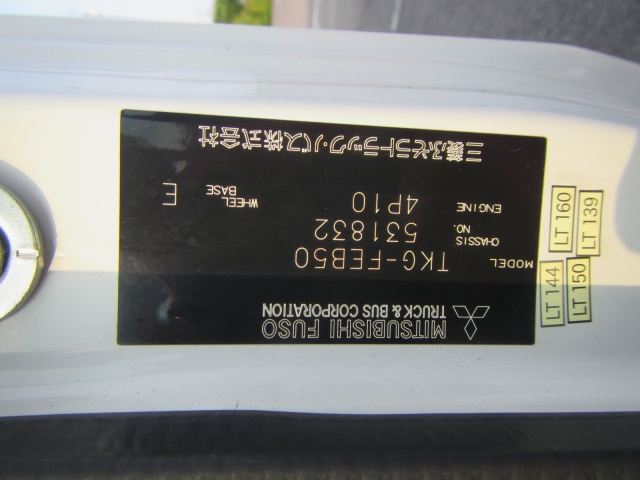 MITSUBISHI FUSO
TRUCK & BUS CORPORATION
MODEL TKG-FEB50
CHASSIS NO. 531832
ENGINE 4P10
WHEEL BASE E
三菱ふそうトラック・バス株式会社
LT 144
LT 150
LT 160
LT 139